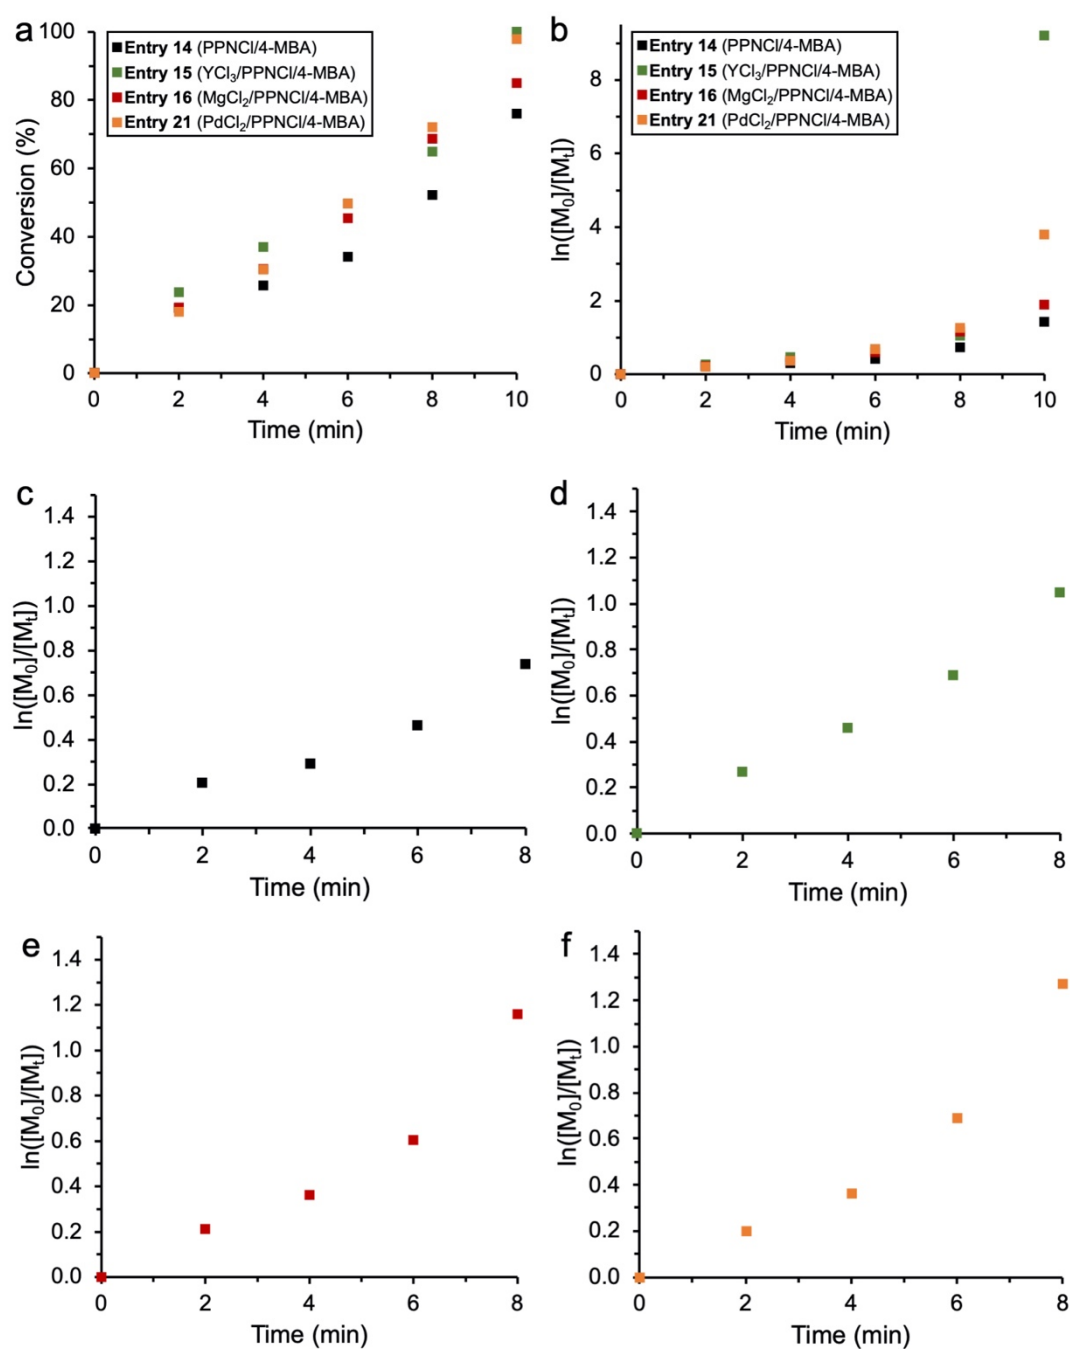 a
100
80
60
40
20
0
Conversion (%)
Entry 14 (PPNCl/4-MBA)
Entry 15 (YCl₃/PPNCl/4-MBA)
Entry 16 (MgCl₂/PPNCl/4-MBA)
Entry 21 (PdCl₂/PPNCl/4-MBA)
0 2 4 6 8 10
Time (min)
b
8
6
4
2
0
ln([M₀]/[Mₜ])
Entry 14 (PPNCl/4-MBA)
Entry 15 (YCl₃/PPNCl/4-MBA)
Entry 16 (MgCl₂/PPNCl/4-MBA)
Entry 21 (PdCl₂/PPNCl/4-MBA)
0 2 4 6 8 10
Time (min)
c
1.4
1.2
1.0
0.8
0.6
0.4
0.2
0.0
ln([M₀]/[Mₜ])
0 2 4 6 8
Time (min)
d
1.4
1.2
1.0
0.8
0.6
0.4
0.2
0.0
ln([M₀]/[Mₜ])
0 2 4 6 8
Time (min)
e
1.4
1.2
1.0
0.8
0.6
0.4
0.2
0.0
ln([M₀]/[Mₜ])
0 2 4 6 8
Time (min)
f
1.4
1.2
1.0
0.8
0.6
0.4
0.2
0.0
ln([M₀]/[Mₜ])
0 2 4 6 8
Time (min)